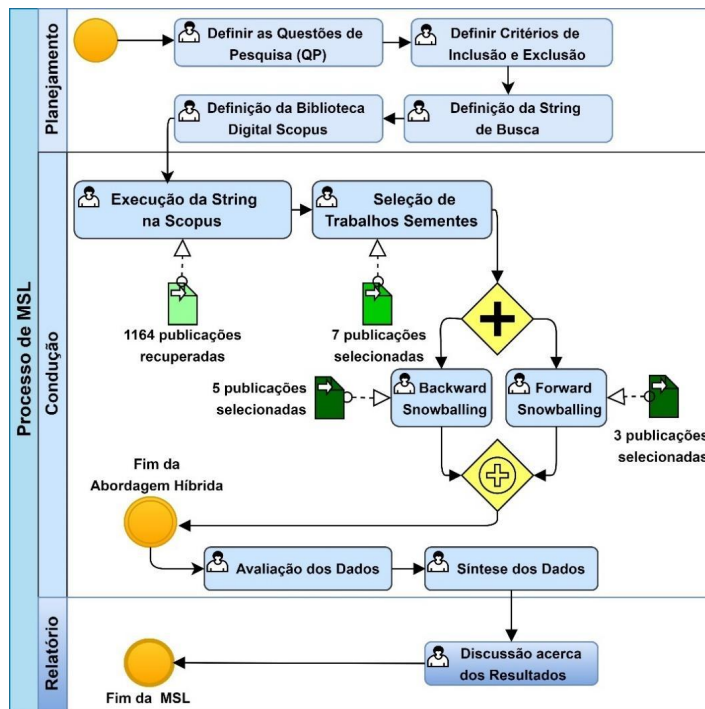 Processo de MSL
Planejamento
Definir as Questões de
Pesquisa (QP)
Definir Critérios de
Inclusão e Exclusão
Definição da String
de Busca
Definição da Biblioteca
Digital Scopus
Condução
Execução da String
na Scopus
Seleção de
Trabalhos Sementes
1164 publicações
recuperadas
7 publicações
selecionadas
5 publicações
selecionadas
Backward
Snowballing
Forward
Snowballing
3 publicações
selecionadas
Fim da
Abordagem Híbrida
Avaliação dos Dados
Síntese dos Dados
Relatório
Discussão acerca
dos Resultados
Fim da MSL